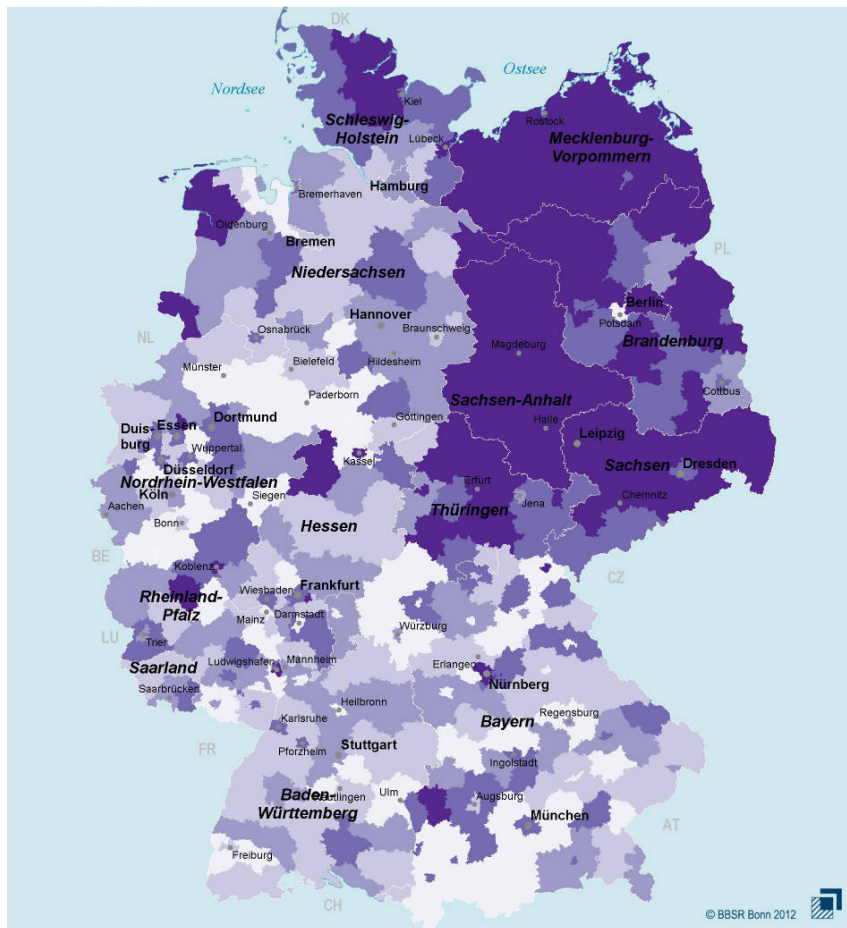 DK
Ostsee
Nordsee
Kiel
Rostock
Schleswig-
Holstein
Mecklenburg-
Vorpommern
Lübeck
Hamburg
Bremerhaven
Oldenburg
Bremen
PL
Niedersachsen
Berlin
Potsdam
Hannover
Braunschweig
Osnabrück
Brandenburg
NL
Magdeburg
Bielefeld
Hildesheim
Münster
Cottbus
Paderborn
Sachsen-Anhalt
Göttingen
Halle
Dortmund
Essen
Duis-
burg
Wuppertal
Leipzig
Kassel
Düsseldorf
Sachsen
Dresden
Nordrhein-Westfalen
Erfurt
Köln
Siegen
Jena
Chemnitz
Aachen
Thüringen
Bonn
Hessen
BE
Koblenz
CZ
Frankfurt
Wiesbaden
Rheinland-
Pfalz
Mainz
Darmstadt
Würzburg
LU
Trier
Saarland
Ludwigshafen
Mannheim
Erlangen
Nürnberg
Saarbrücken
Heilbronn
Regensburg
Karlsruhe
Bayern
FR
Pforzheim
Stuttgart
Ingolstadt
Baden-
Württemberg
Ulm
Augsburg
München
AT
Freiburg
CH
© BBSR Bonn 2012